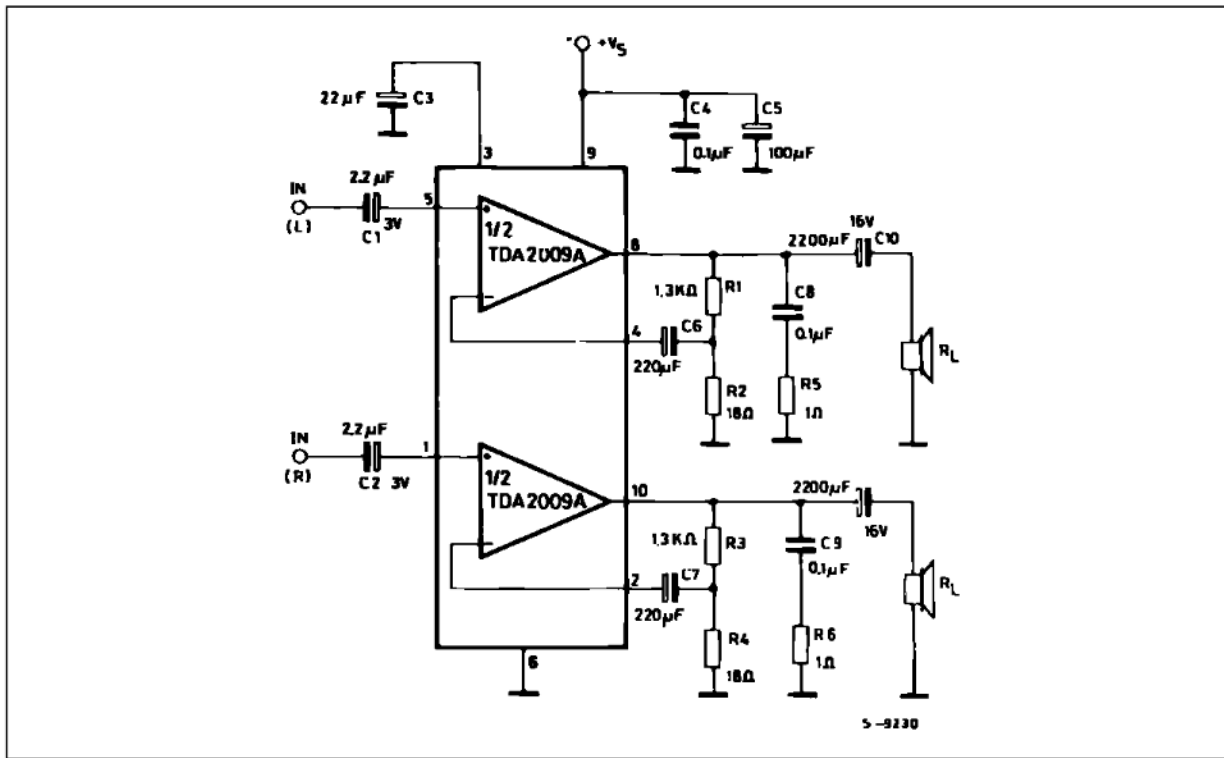 +VS
22µF C3
C4
C5
0.1µF
100µF
3
9
2.2µF
IN
5
(L)
3V
C1
1/2
TDA2009A
8
16V
2200µF C10
1,3KΩ R1
C8
0.1µF
4
C6
220µF
R2
18Ω
R5
1Ω
RL
2,2µF
IN
1
(R)
C2 3V
1/2
TDA2009A
10
2200µF
16V
1,3KΩ R3
C9
0,1µF
2
C7
220µF
R4
18Ω
R6
1Ω
RL
6
S-9230